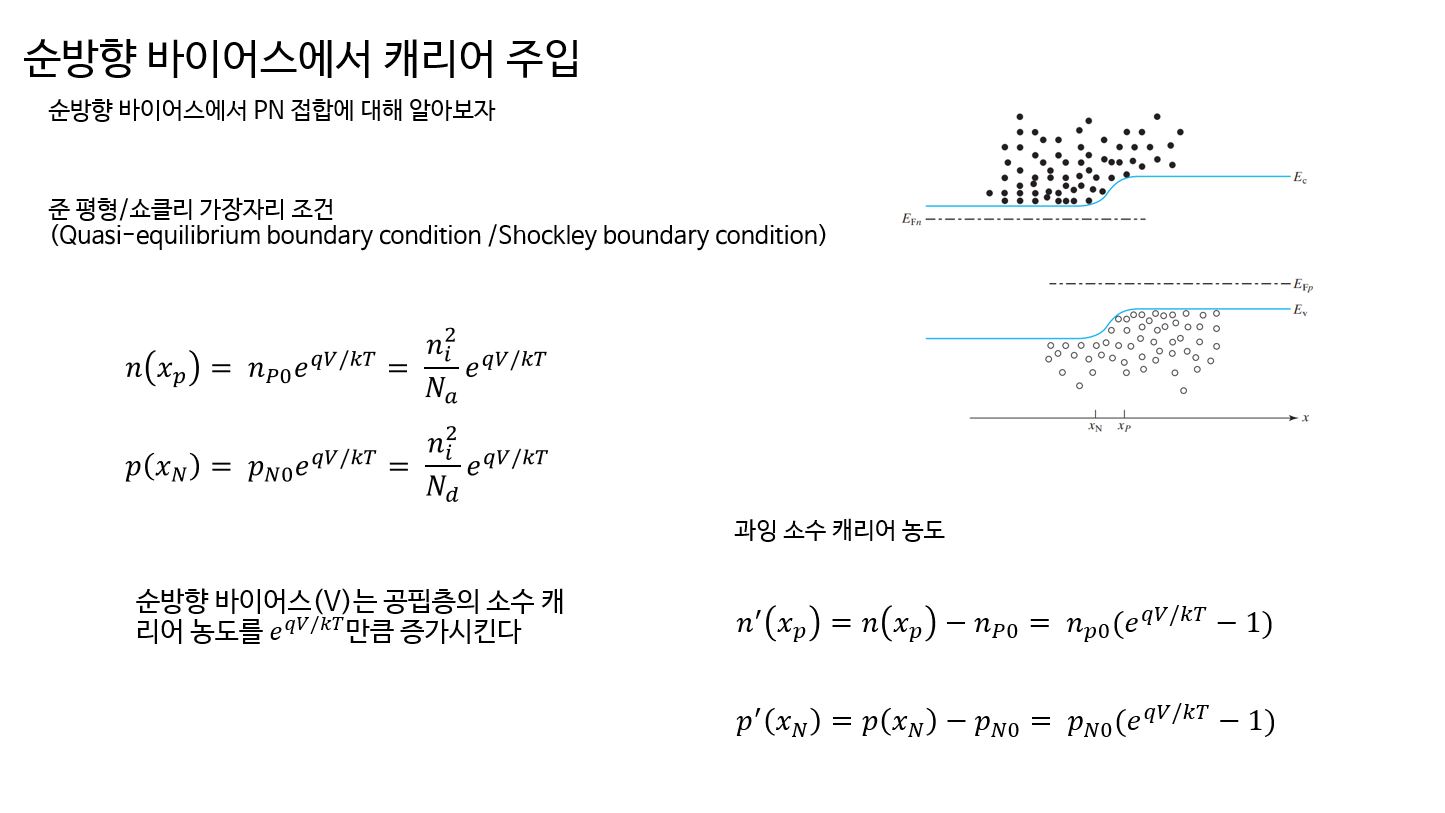 순방향 바이어스에서 캐리어 주입
순방향 바이어스에서 PN 접합에 대해 알아보자
준 평형/쇼클리 가장자리 조건
(Quasi-equilibrium boundary condition /Shockley boundary condition)
n(x_p) = n_{P0}e^{qV/kT} = \frac{n_i^2}{N_a}e^{qV/kT}
p(x_N) = p_{N0}e^{qV/kT} = \frac{n_i^2}{N_d}e^{qV/kT}
순방향 바이어스(V)는 공핍층의 소수 캐
리어 농도를 e^{qV/kT}만큼 증가시킨다
E_c
E_{Fn}
E_{Fp}
E_v
x
x_N x_P
과잉 소수 캐리어 농도
n′(x_p) = n(x_p) − n_{P0} = n_{p0}(e^{qV/kT} − 1)
p′(x_N) = p(x_N) − p_{N0} = p_{N0}(e^{qV/kT} − 1)